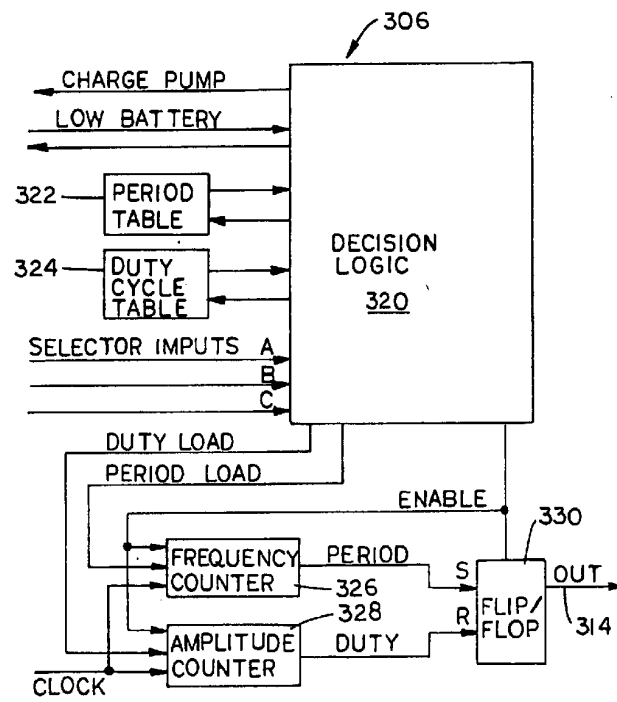 306
CHARGE PUMP
LOW BATTERY
322
PERIOD
TABLE
324
DUTY
CYCLE
TABLE
DECISION
LOGIC
320
SELECTOR IMPUTS A
B
C
DUTY LOAD
PERIOD LOAD
ENABLE
330
FREQUENCY
COUNTER
326
PERIOD
S
FLIP/
FLOP
OUT
314
328
AMPLITUDE
COUNTER
DUTY
R
CLOCK